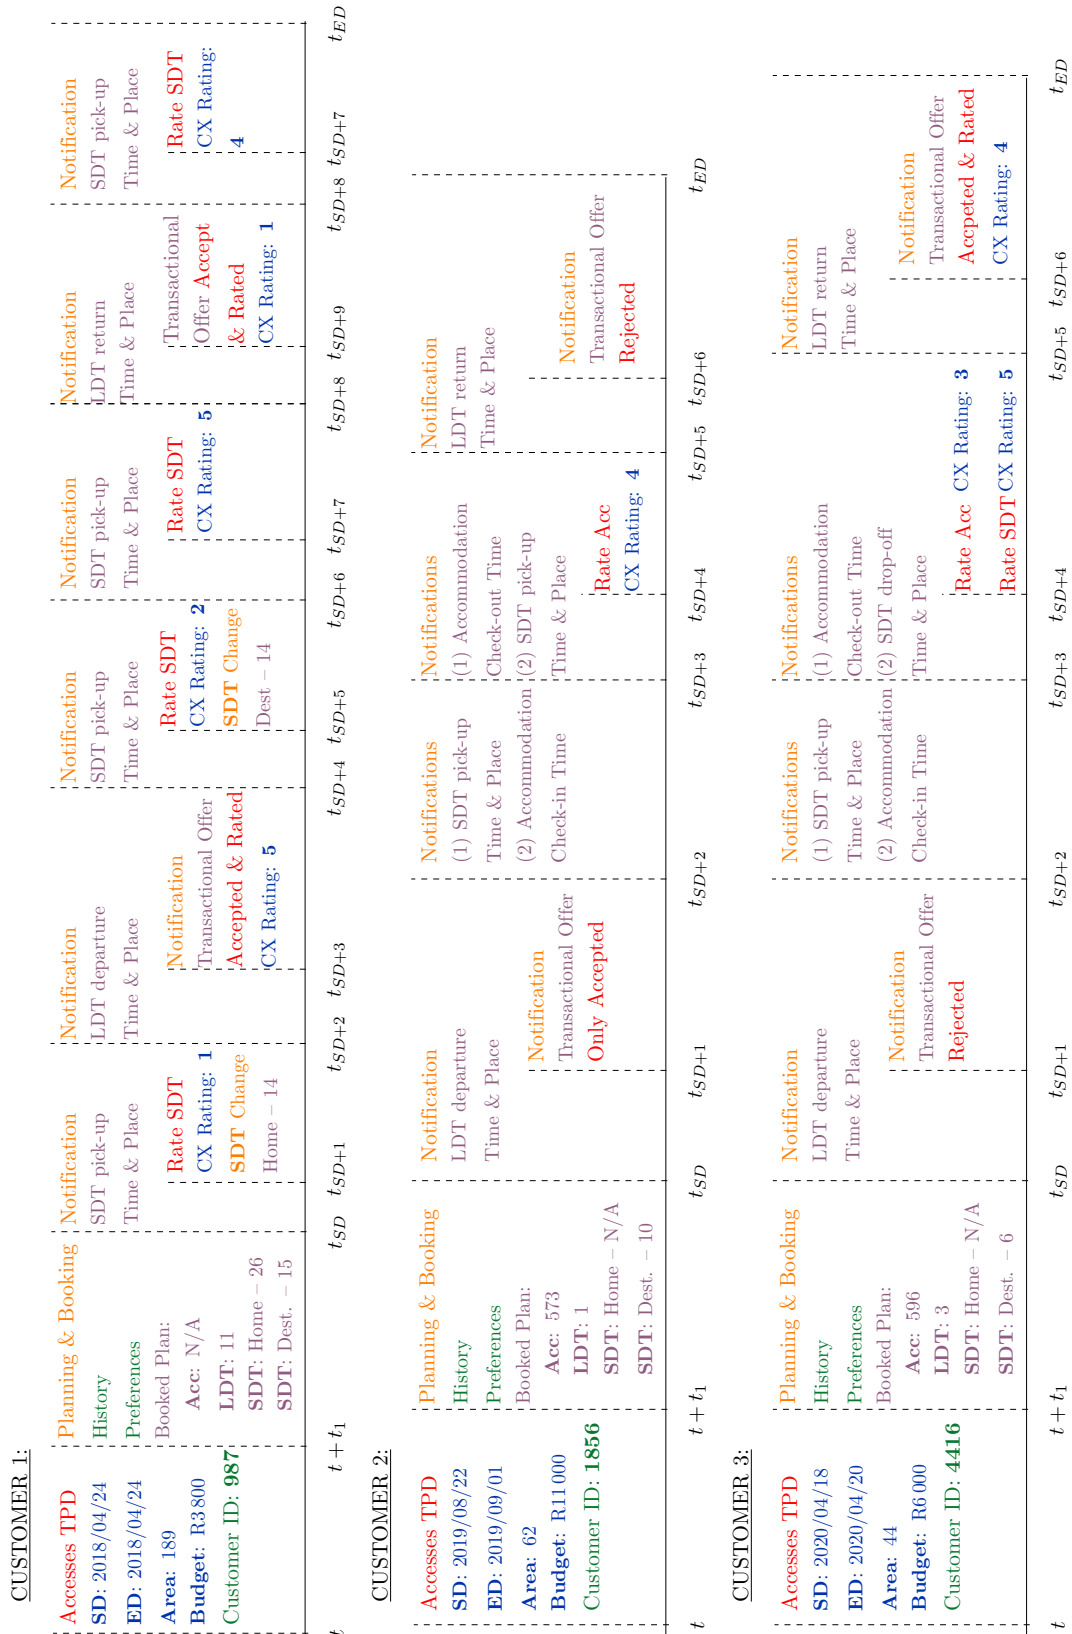 CUSTOMER 1:
Accesses TPD
SD: 2018/04/24
ED: 2018/04/24
Area: 189
Budget: R3 800
Customer ID: 987
Planning & Booking
History
Preferences
Booked Plan:
Acc: N/A
LDT: 11
SDT: Home – 26
SDT: Dest. – 15
Notification
SDT pick-up
Time & Place
Rate SDT
CX Rating: 1
SDT Change
Home – 14
Notification
LDT departure
Time & Place
Notification
Transactional Offer
Accepted & Rated
CX Rating: 5
Notification
SDT pick-up
Time & Place
Rate SDT
CX Rating: 2
SDT Change
Dest – 14
Notification
SDT pick-up
Time & Place
Rate SDT
CX Rating: 5
Notification
LDT return
Time & Place
Transactional
Offer Accept
& Rated
CX Rating: 1
Notification
SDT pick-up
Time & Place
Rate SDT
CX Rating:
4
t t + t1 tSD tSD+1 tSD+2 tSD+3 tSD+4 tSD+5 tSD+6 tSD+7 tSD+8 tSD+9 tSD+8 tSD+7 tED
CUSTOMER 2:
Accesses TPD
SD: 2019/08/22
ED: 2019/09/01
Area: 62
Budget: R11 000
Customer ID: 1856
Planning & Booking
History
Preferences
Booked Plan:
Acc: 573
LDT: 1
SDT: Home – N/A
SDT: Dest. – 10
Notification
LDT departure
Time & Place
Notification
Transactional Offer
Only Accepted
Notifications
(1) SDT pick-up
Time & Place
(2) Accommodation
Check-in Time
Notifications
(1) Accommodation
Check-out Time
(2) SDT pick-up
Time & Place
Rate Acc
CX Rating: 4
Notification
LDT return
Time & Place
Notification
Transactional Offer
Rejected
t t + t1 tSD tSD+1 tSD+2 tSD+3 tSD+4 tSD+5 tSD+6 tED
CUSTOMER 3:
Accesses TPD
SD: 2020/04/18
ED: 2020/04/20
Area: 44
Budget: R6 000
Customer ID: 4416
Planning & Booking
History
Preferences
Booked Plan:
Acc: 596
LDT: 3
SDT: Home – N/A
SDT: Dest. – 6
Notification
LDT departure
Time & Place
Notification
Transactional Offer
Rejected
Notifications
(1) SDT pick-up
Time & Place
(2) Accommodation
Check-in Time
Notifications
(1) Accommodation
Check-out Time
(2) SDT drop-off
Time & Place
Rate Acc CX Rating: 3
Rate SDT CX Rating: 5
Notification
LDT return
Time & Place
Notification
Transactional Offer
Accpeted & Rated
CX Rating: 4
t t + t1 tSD tSD+1 tSD+2 tSD+3 tSD+4 tSD+5 tSD+6 tED